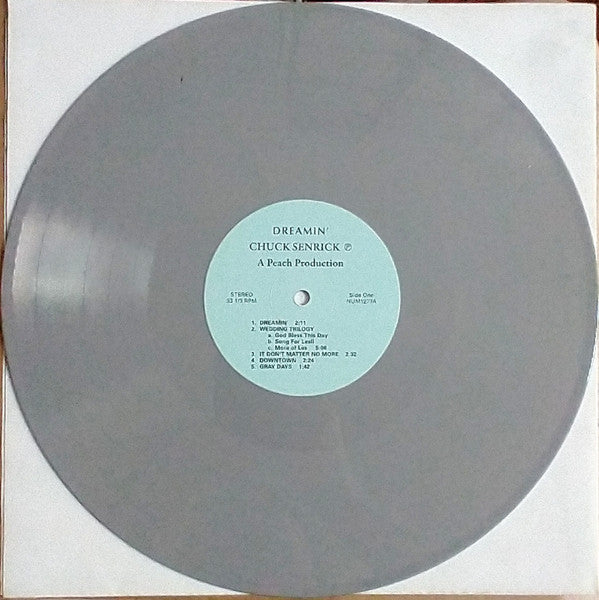 DREAMIN'
CHUCK SENRICK ℗
A Peach Production
STEREO
33 1/3 RPM
Side One
NUM1273A
1. DREAMIN' 2:11
2. WEDDING TRILOGY
a. God Bless This Day
b. Song For Lesli
c. More of Les 5:08
3. IT DON'T MATTER NO MORE 2:32
4. DOWNTOWN 2:24
5. GRAY DAYS 1:42